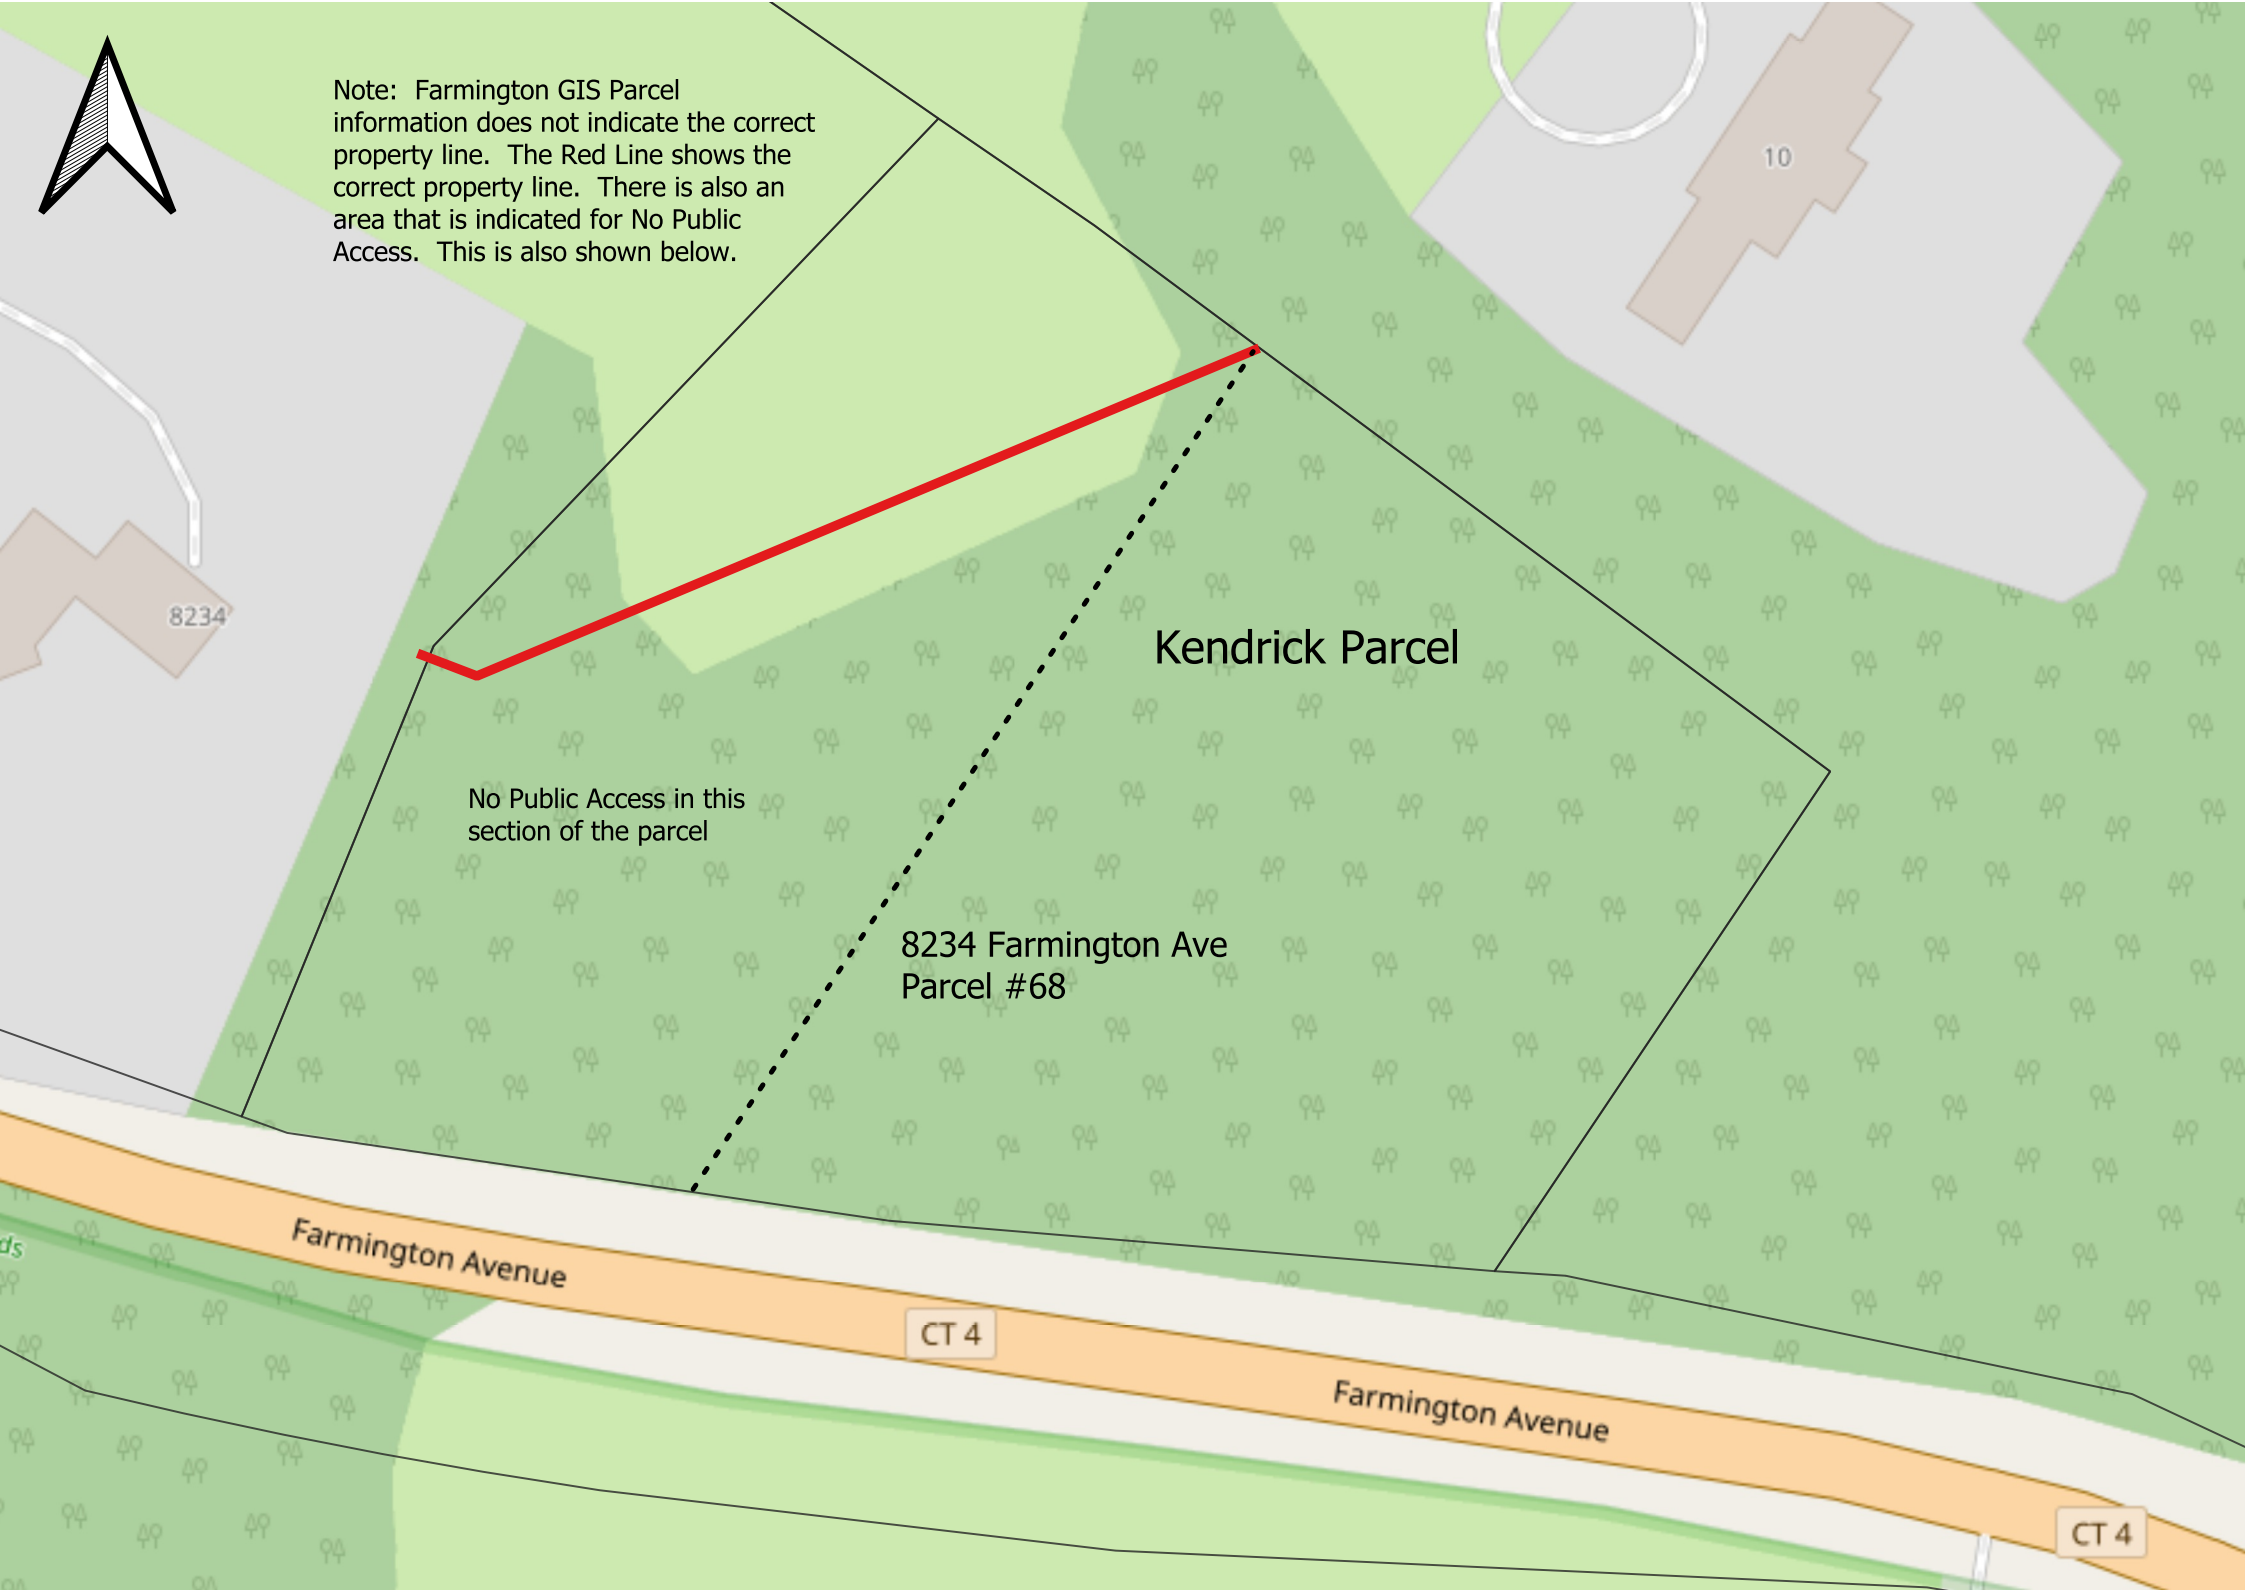 Note:  Farmington GIS Parcel
information does not indicate the correct
property line.  The Red Line shows the
correct property line.  There is also an
area that is indicated for No Public
Access.  This is also shown below.
10
8234
Kendrick Parcel
No Public Access in this
section of the parcel
8234 Farmington Ave
Parcel #68
ds
Farmington Avenue
CT 4
Farmington Avenue
CT 4